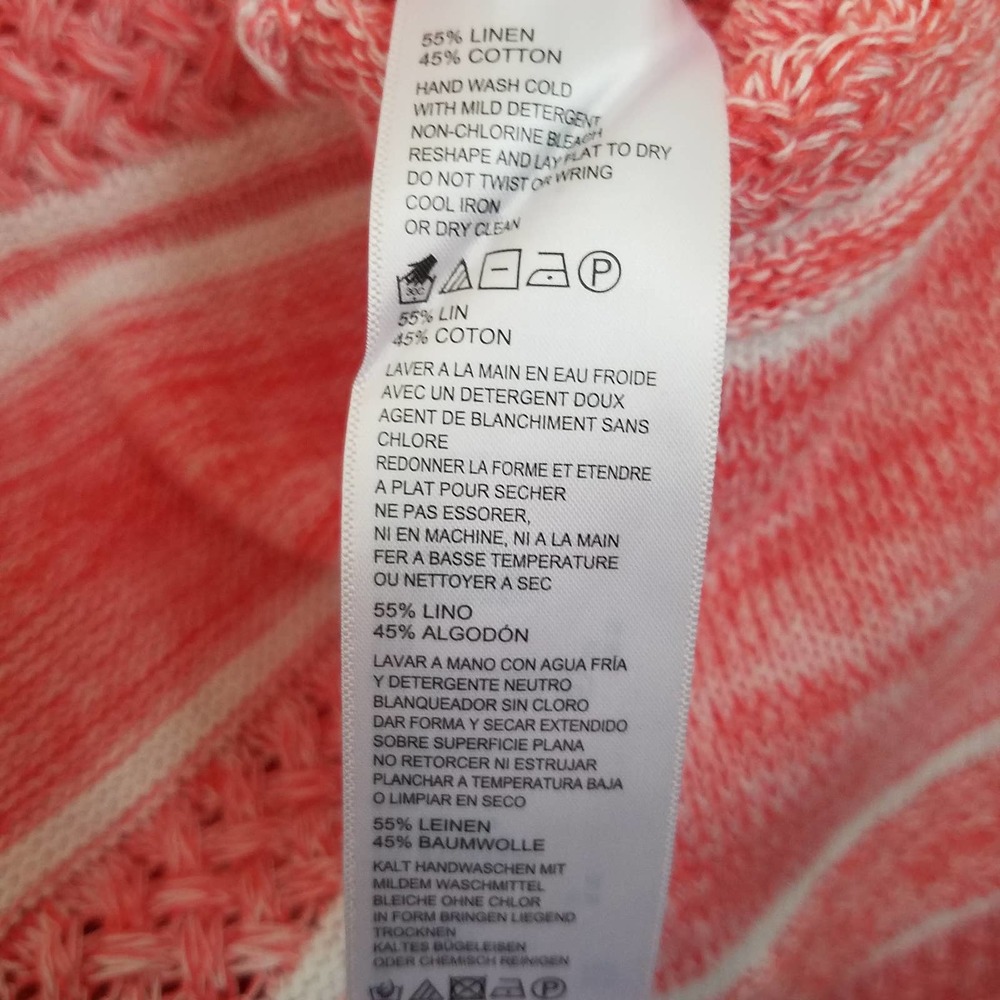 55% LINEN
45% COTTON
HAND WASH COLD
WITH MILD DETERGENT
NON-CHLORINE BLEACH
RESHAPE AND LAY FLAT TO DRY
DO NOT TWIST OR WRING
COOL IRON
OR DRY CLEAN
30C P
55% LIN
45% COTON
LAVER A LA MAIN EN EAU FROIDE
AVEC UN DETERGENT DOUX
AGENT DE BLANCHIMENT SANS
CHLORE
REDONNER LA FORME ET ETENDRE
A PLAT POUR SECHER
NE PAS ESSORER,
NI EN MACHINE, NI A LA MAIN
FER A BASSE TEMPERATURE
OU NETTOYER A SEC
55% LINO
45% ALGODÓN
LAVAR A MANO CON AGUA FRÍA
Y DETERGENTE NEUTRO
BLANQUEADOR SIN CLORO
DAR FORMA Y SECAR EXTENDIDO
SOBRE SUPERFICIE PLANA
NO RETORCER NI ESTRUJAR
PLANCHAR A TEMPERATURA BAJA
O LIMPIAR EN SECO
55% LEINEN
45% BAUMWOLLE
KALT HANDWASCHEN MIT
MILDEM WASCHMITTEL
BLEICHE OHNE CHLOR
IN FORM BRINGEN LIEGEND
TROCKNEN
KALTES BÜGELEISEN
ODER CHEMISCH REINIGEN
P